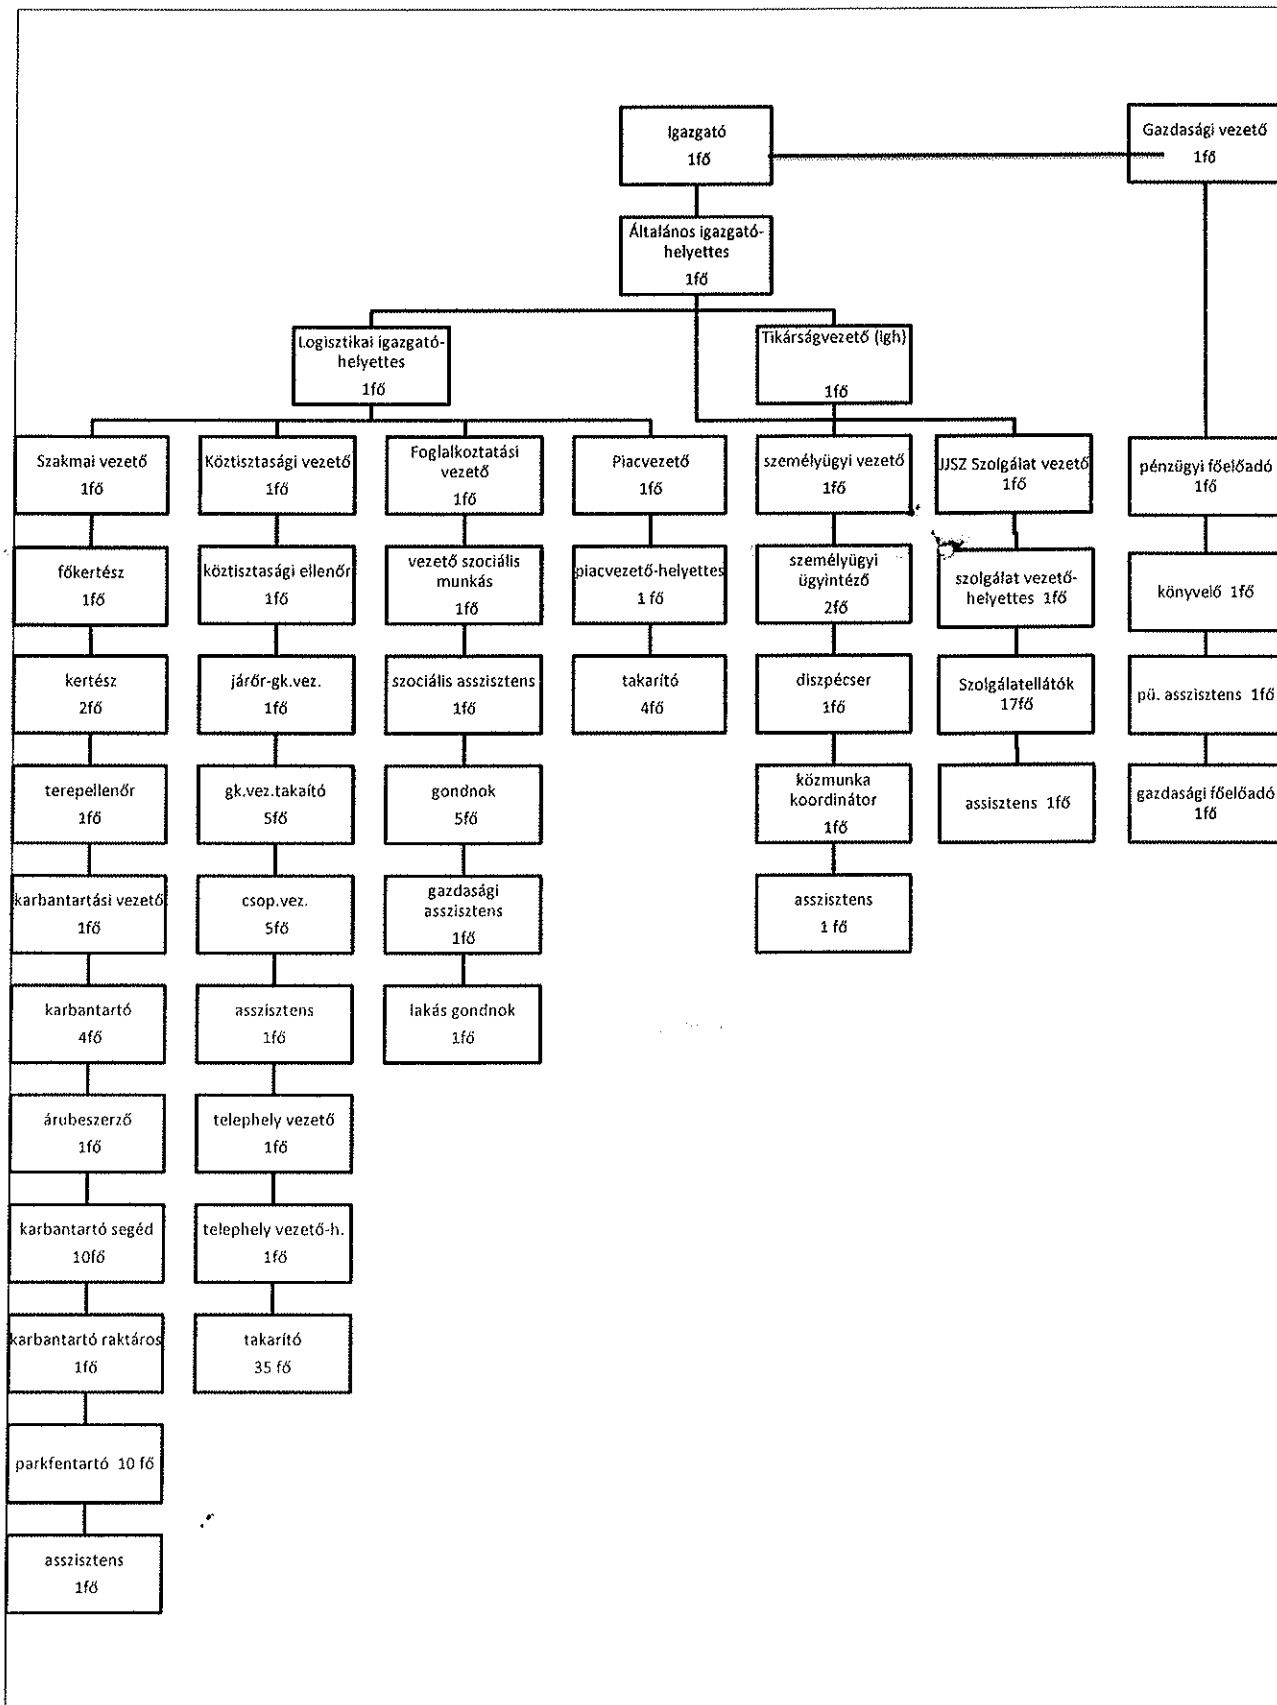 Igazgató
1fő
Gazdasági vezető
1fő
Általános igazgató-
helyettes
1fő
Logisztikai igazgató-
helyettes
1fő
Tikárságvezető (igh)
1fő
Szakmai vezető
1fő
Köztisztasági vezető
1fő
Foglalkoztatási
vezető
1fő
Piacvezető
1fő
személyügyi vezető
1fő
JJSZ Szolgálat vezető
1fő
pénzügyi főelőadó
1fő
főkertész
1fő
köztisztasági ellenőr
1fő
vezető szociális
munkás
1fő
piacvezető-helyettes
1 fő
személyügyi
ügyintéző
2fő
szolgálat vezető-
helyettes 1fő
könyvelő 1fő
kertész
2fő
járőr-gk.vez.
1fő
szociális asszisztens
1fő
takarító
4fő
diszpécser
1fő
Szolgálatellátók
17fő
pü. asszisztens 1fő
terepellenőr
1fő
gk.vez.takaító
5fő
gondnok
5fő
közmunka
koordinátor
1fő
assisztens 1fő
gazdasági főelőadó
1fő
karbantartási vezető
1fő
csop.vez.
5fő
gazdasági
asszisztens
1fő
asszisztens
1 fő
karbantartó
4fő
asszisztens
1fő
lakás gondnok
1fő
árubeszerző
1fő
telephely vezető
1fő
karbantartó segéd
10fő
telephely vezető-h.
1fő
karbantartó raktáros
1fő
takarító
35 fő
parkfentartó 10 fő
asszisztens
1fő